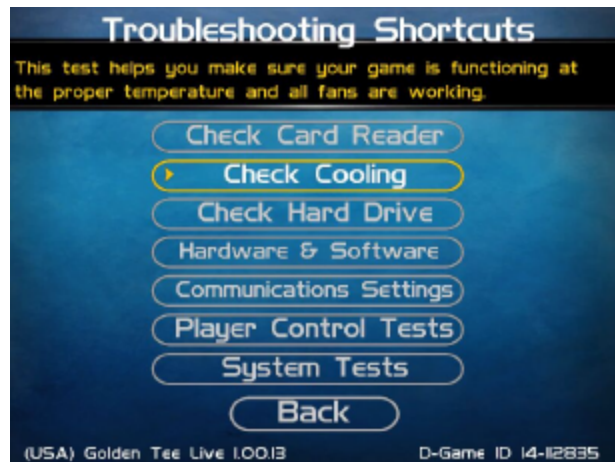 Troubleshooting Shortcuts
This test helps you make sure your game is functioning at
the proper temperature and all fans are working.
Check Card Reader
Check Cooling
Check Hard Drive
Hardware & Software
Communications Settings
Player Control Tests
System Tests
Back
(USA) Golden Tee Live 1.00.13
D-Game ID 14-112835